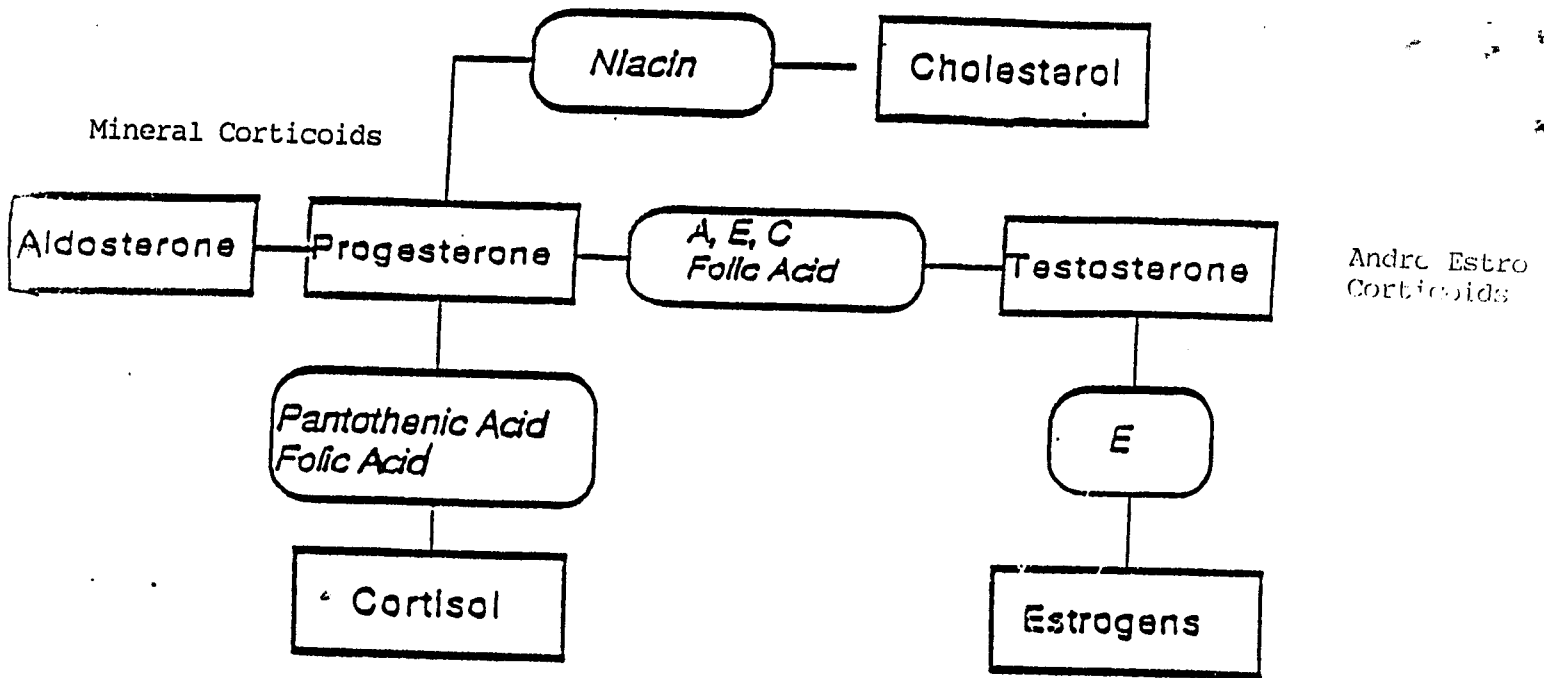 Niacin
Cholesterol
Mineral Corticoids
Aldosterone
Progesterone
A, E, C
Folic Acid
Testosterone
Andro Estro
Corticoids
Pantothenic Acid
Folic Acid
E
Cortisol
Estrogens